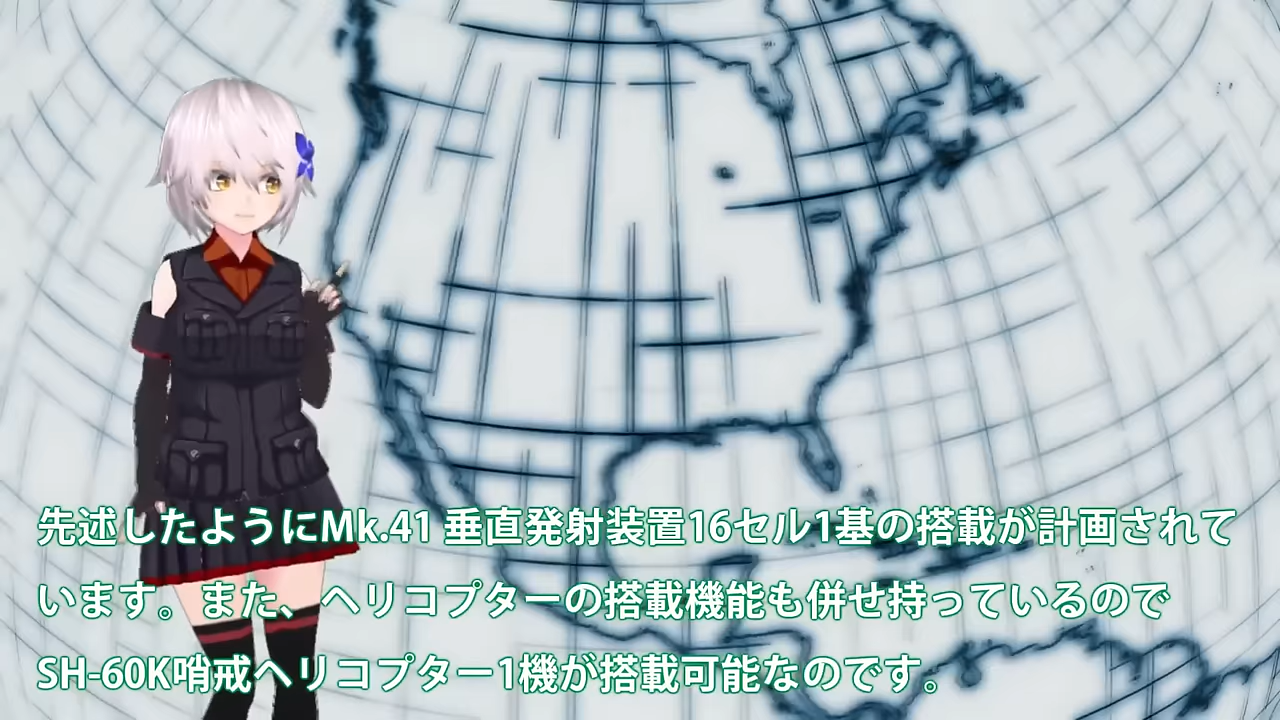 先述したようにMk.41 垂直発射装置16セル1基の搭載が計画されて
います。また、ヘリコプターの搭載機能も併せ持っているので
SH-60K哨戒ヘリコプター1機が搭載可能なのです。